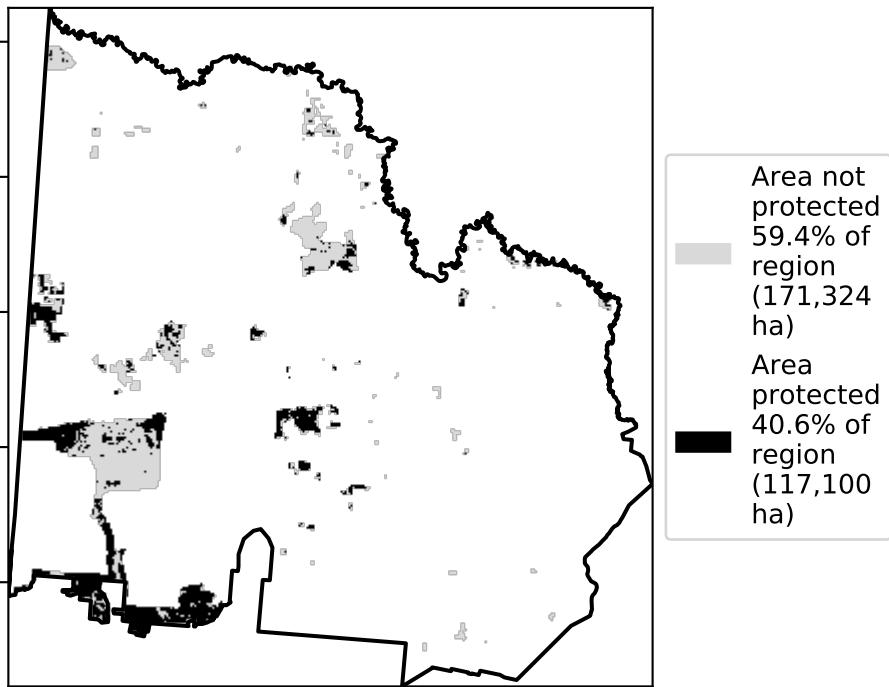 Area not
protected
59.4% of
region
(171,324
ha)
Area
protected
40.6% of
region
(117,100
ha)